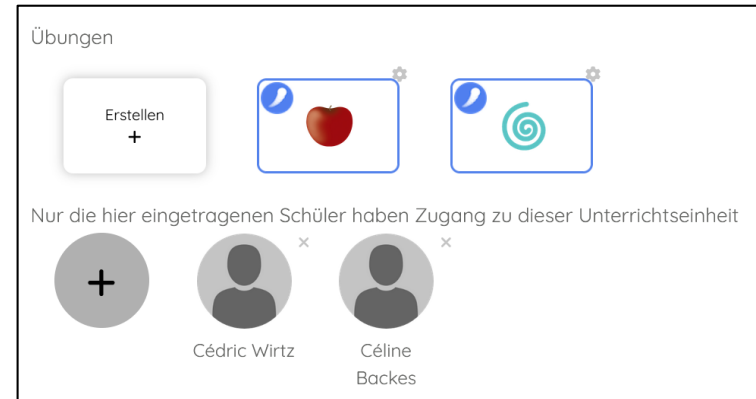 Übungen
Erstellen
+
Nur die hier eingetragenen Schüler haben Zugang zu dieser Unterrichtseinheit
+
Cédric Wirtz
Céline
Backes